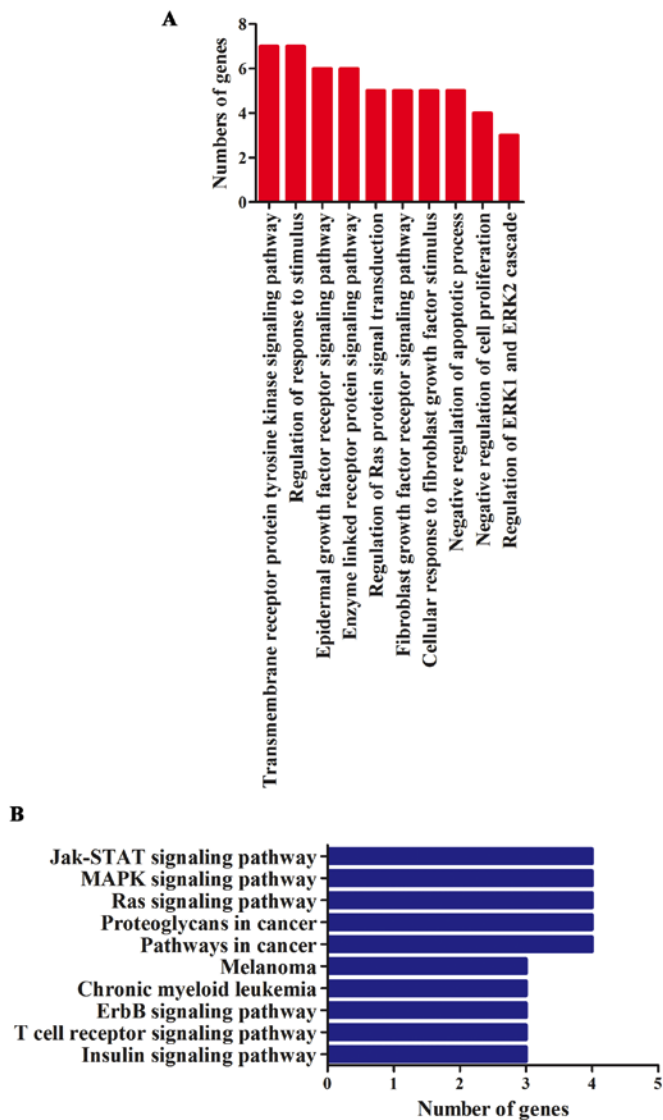 A
Numbers of genes
8
6
4
2
0
Transmembrane receptor protein tyrosine kinase signaling pathway
Regulation of response to stimulus
Epidermal growth factor receptor signaling pathway
Enzyme linked receptor protein signaling pathway
Regulation of Ras protein signal transduction
Fibroblast growth factor receptor signaling pathway
Cellular response to fibroblast growth factor stimulus
Negative regulation of apoptotic process
Negative regulation of cell proliferation
Regulation of ERK1 and ERK2 cascade
B
Jak-STAT signaling pathway
MAPK signaling pathway
Ras signaling pathway
Proteoglycans in cancer
Pathways in cancer
Melanoma
Chronic myeloid leukemia
ErbB signaling pathway
T cell receptor signaling pathway
Insulin signaling pathway
0 1 2 3 4 5
Number of genes